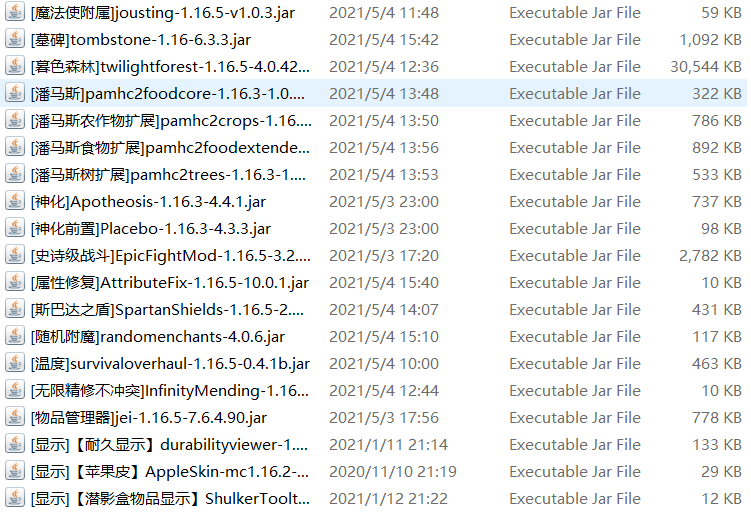 [魔法使附属]jousting-1.16.5-v1.0.3.jar 2021/5/4 11:48 Executable Jar File 59 KB
[墓碑]tombstone-1.16-6.3.3.jar 2021/5/4 15:42 Executable Jar File 1,092 KB
[暮色森林]twilightforest-1.16.5-4.0.42... 2021/5/4 12:36 Executable Jar File 30,544 KB
[潘马斯]pamhc2foodcore-1.16.3-1.0.... 2021/5/4 13:48 Executable Jar File 322 KB
[潘马斯农作物扩展]pamhc2crops-1.16.... 2021/5/4 13:50 Executable Jar File 786 KB
[潘马斯食物扩展]pamhc2foodextende... 2021/5/4 13:56 Executable Jar File 892 KB
[潘马斯树扩展]pamhc2trees-1.16.3-1.... 2021/5/4 13:53 Executable Jar File 533 KB
[神化]Apotheosis-1.16.3-4.4.1.jar 2021/5/3 23:00 Executable Jar File 737 KB
[神化前置]Placebo-1.16.3-4.3.3.jar 2021/5/3 23:00 Executable Jar File 98 KB
[史诗级战斗]EpicFightMod-1.16.5-3.2.... 2021/5/3 17:20 Executable Jar File 2,782 KB
[属性修复]AttributeFix-1.16.5-10.0.1.jar 2021/5/4 15:40 Executable Jar File 10 KB
[斯巴达之盾]SpartanShields-1.16.5-2.... 2021/5/4 14:07 Executable Jar File 431 KB
[随机附魔]randomenchants-4.0.6.jar 2021/5/4 15:10 Executable Jar File 117 KB
[温度]survivaloverhaul-1.16.5-0.4.1b.jar 2021/5/4 10:00 Executable Jar File 463 KB
[无限精修不冲突]InfinityMending-1.16.... 2021/5/4 12:44 Executable Jar File 10 KB
[物品管理器]jei-1.16.5-7.6.4.90.jar 2021/5/3 17:56 Executable Jar File 778 KB
[显示]【耐久显示】durabilityviewer-1.... 2021/1/11 21:14 Executable Jar File 133 KB
[显示]【苹果皮】AppleSkin-mc1.16.2-... 2020/11/10 21:19 Executable Jar File 29 KB
[显示]【潜影盒物品显示】ShulkerToolt... 2021/1/12 21:22 Executable Jar File 12 KB